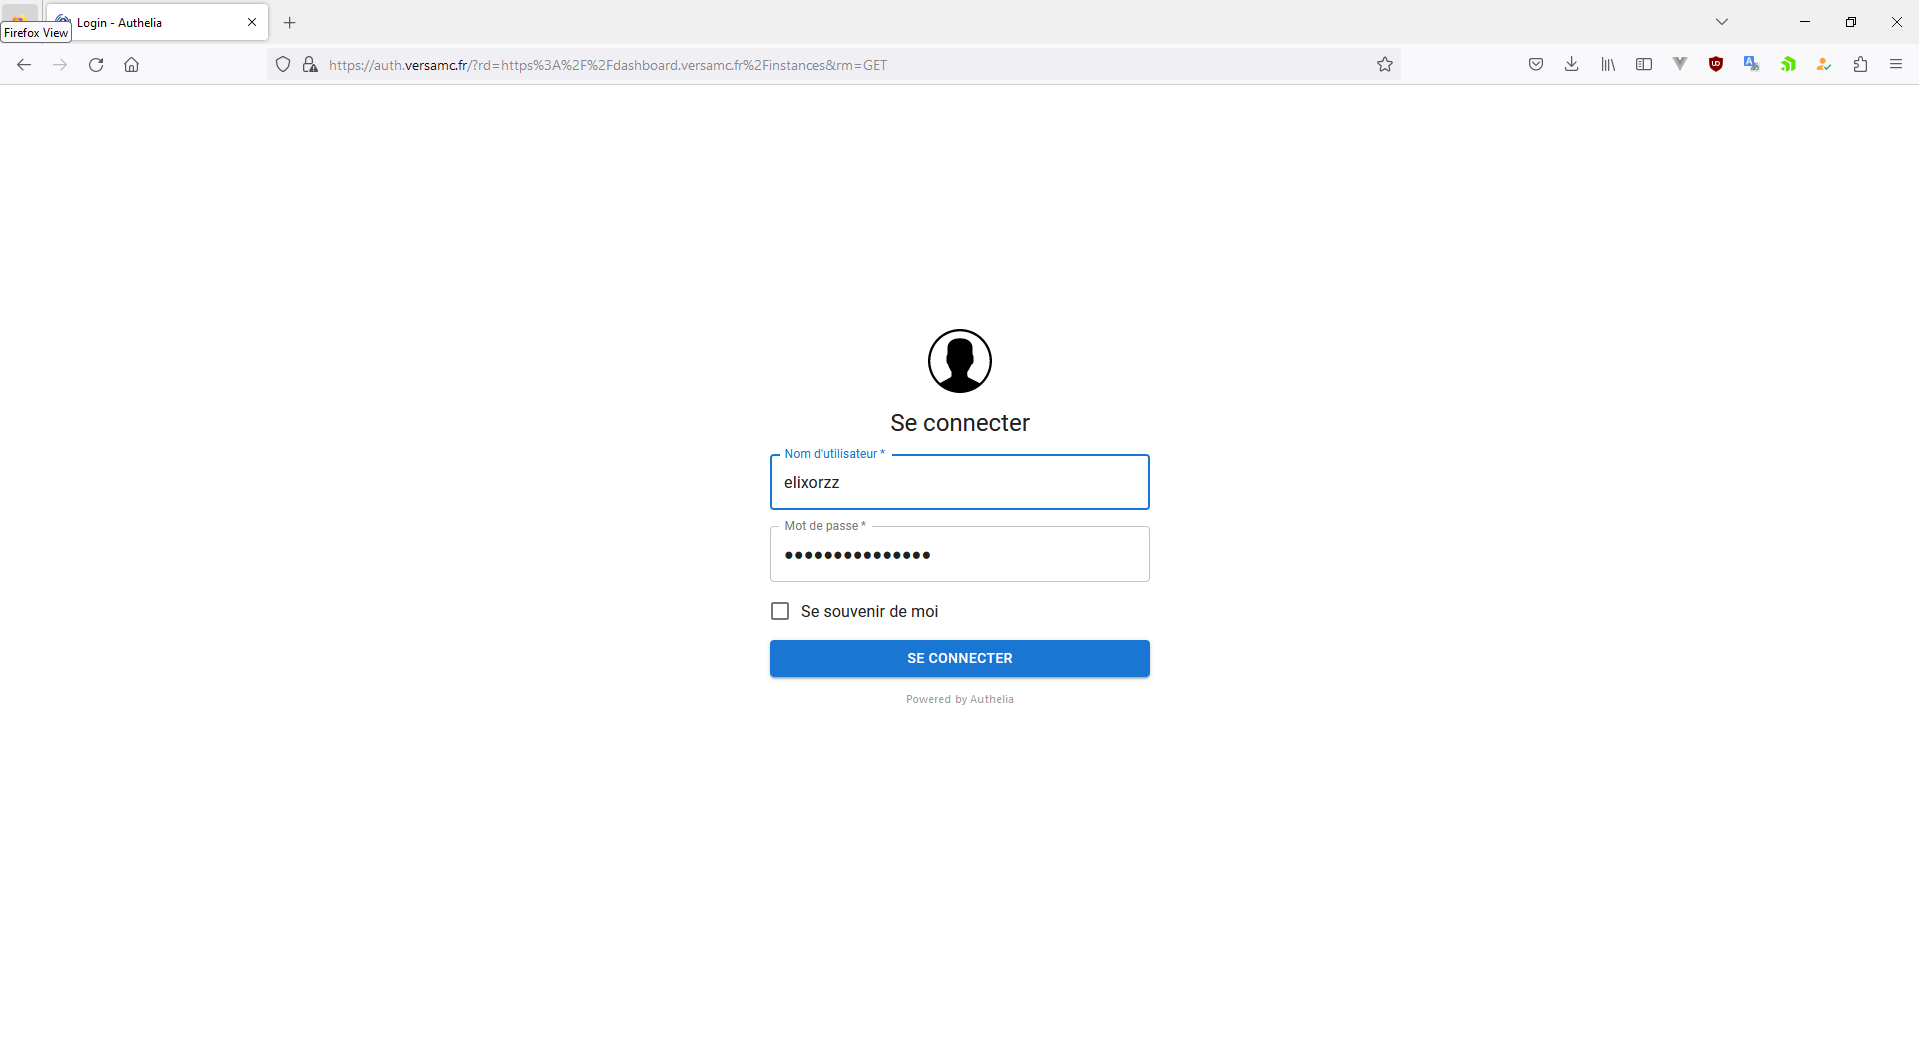 Login - Authelia
Firefox View
https://auth.versamc.fr/?rd=https%3A%2F%2Fdashboard.versamc.fr%2Finstances&rm=GET
Se connecter
Nom d'utilisateur *
elixorzz
Mot de passe *
●●●●●●●●●●●●●●●
Se souvenir de moi
SE CONNECTER
Powered by Authelia